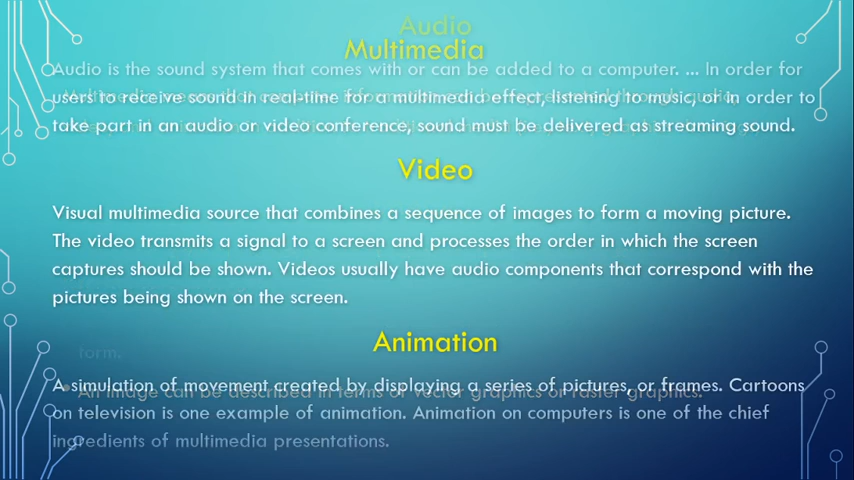 Audio
Multimedia
Audio is the sound system that comes with or can be added to a computer. ... In order for
users to receive sound in real-time for a multimedia effect, listening to music, or in order to
take part in an audio or video conference, sound must be delivered as streaming sound.
Video
Visual multimedia source that combines a sequence of images to form a moving picture.
The video transmits a signal to a screen and processes the order in which the screen
captures should be shown. Videos usually have audio components that correspond with the
pictures being shown on the screen.
Animation
form.
A simulation of movement created by displaying a series of pictures, or frames. Cartoons
An image can be described in terms of vector graphics or raster graphics.
on television is one example of animation. Animation on computers is one of the chief
ingredients of multimedia presentations.